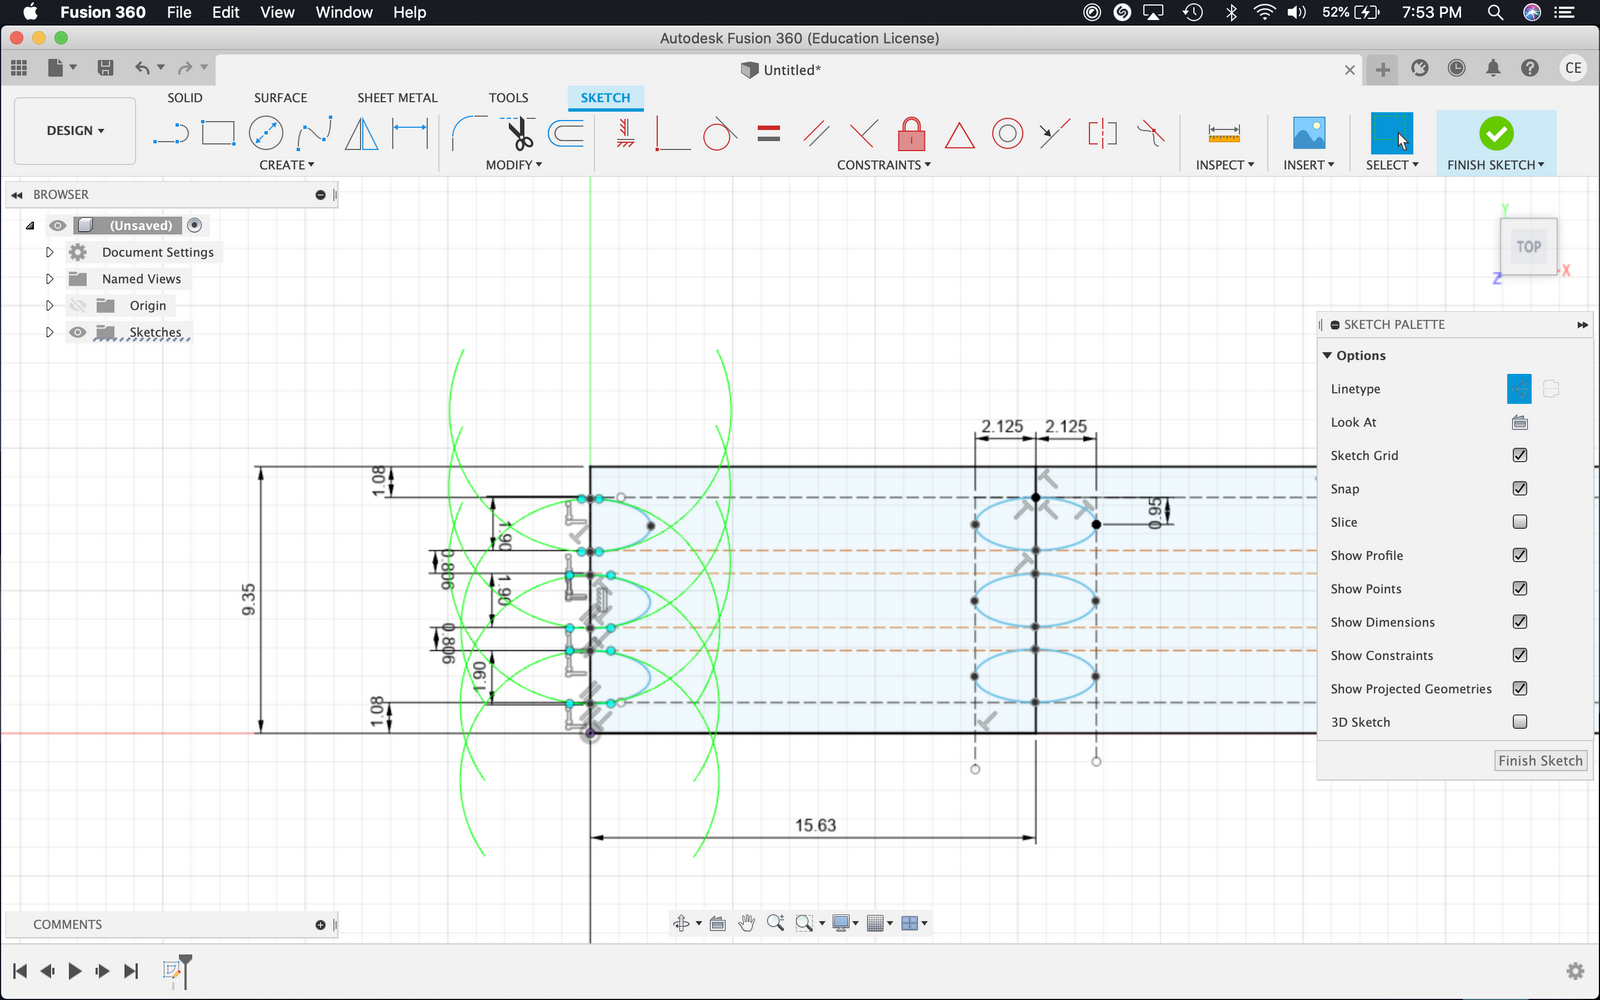 Fusion 360 File Edit View Window Help 52% 7:53 PM
Autodesk Fusion 360 (Education License)
Untitled* CE
SOLID SURFACE SHEET METAL TOOLS SKETCH
DESIGN
CREATE MODIFY CONSTRAINTS INSPECT INSERT SELECT FINISH SKETCH
BROWSER
(Unsaved)
Document Settings
Named Views
Origin
Sketches
Y
TOP
X
Z
SKETCH PALETTE
Options
Linetype
Look At
Sketch Grid
Snap
Slice
Show Profile
Show Points
Show Dimensions
Show Constraints
Show Projected Geometries
3D Sketch
Finish Sketch
2.125 2.125
1.08
0.95
1.90
0.806
1.90
9.35
0.806
1.90
1.08
15.63
COMMENTS